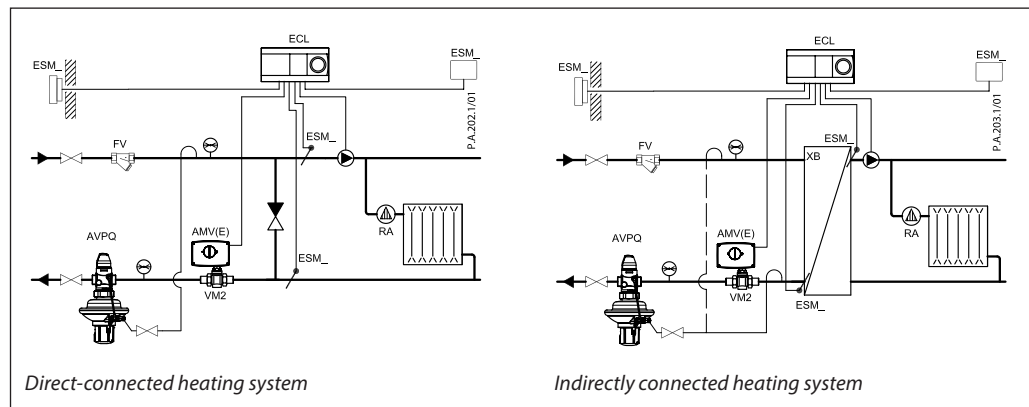 ECL
ESM_
ESM_
P.A.202.1/01
ESM_
FV
RA
AVPQ
AMV(E)
ESM_
VM2
Direct-connected heating system
ECL
ESM_
ESM_
P.A.203.1/01
ESM_
FV
XB
RA
AVPQ
AMV(E)
VM2
ESM_
Indirectly connected heating system